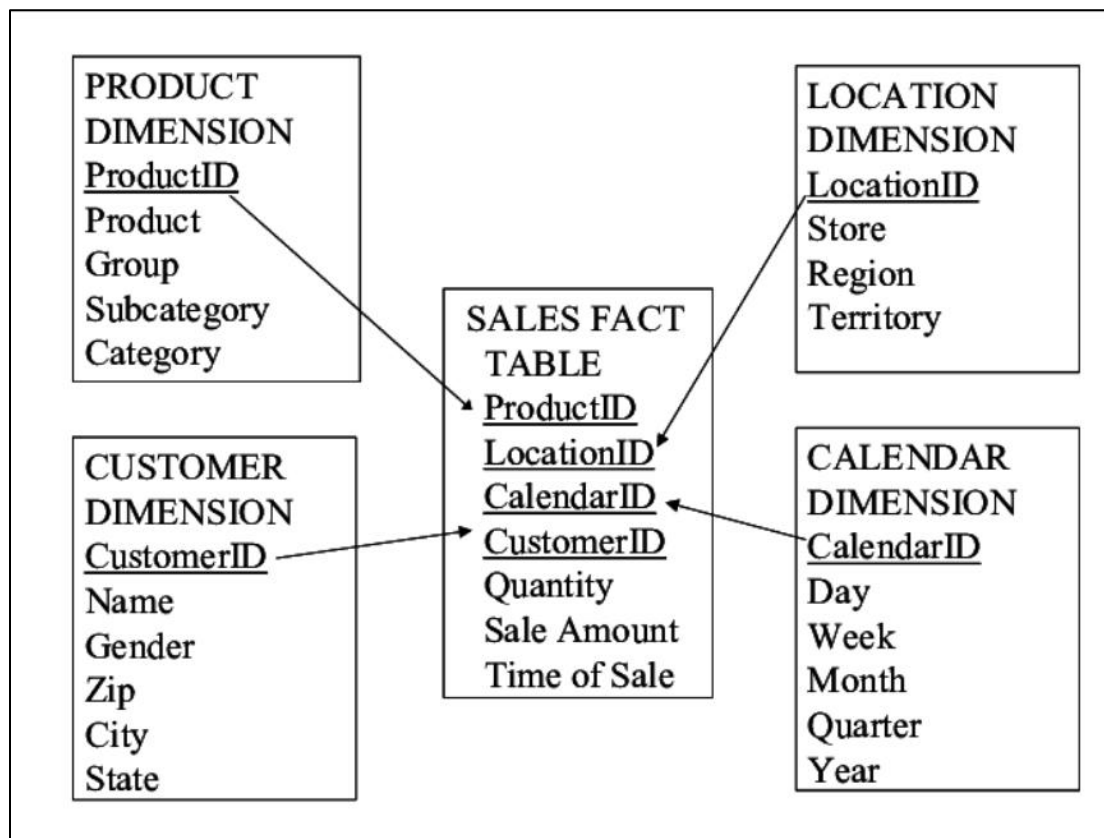 PRODUCT
DIMENSION
ProductID
Product
Group
Subcategory
Category
LOCATION
DIMENSION
LocationID
Store
Region
Territory
SALES FACT
TABLE
ProductID
LocationID
CalendarID
CustomerID
Quantity
Sale Amount
Time of Sale
CUSTOMER
DIMENSION
CustomerID
Name
Gender
Zip
City
State
CALENDAR
DIMENSION
CalendarID
Day
Week
Month
Quarter
Year